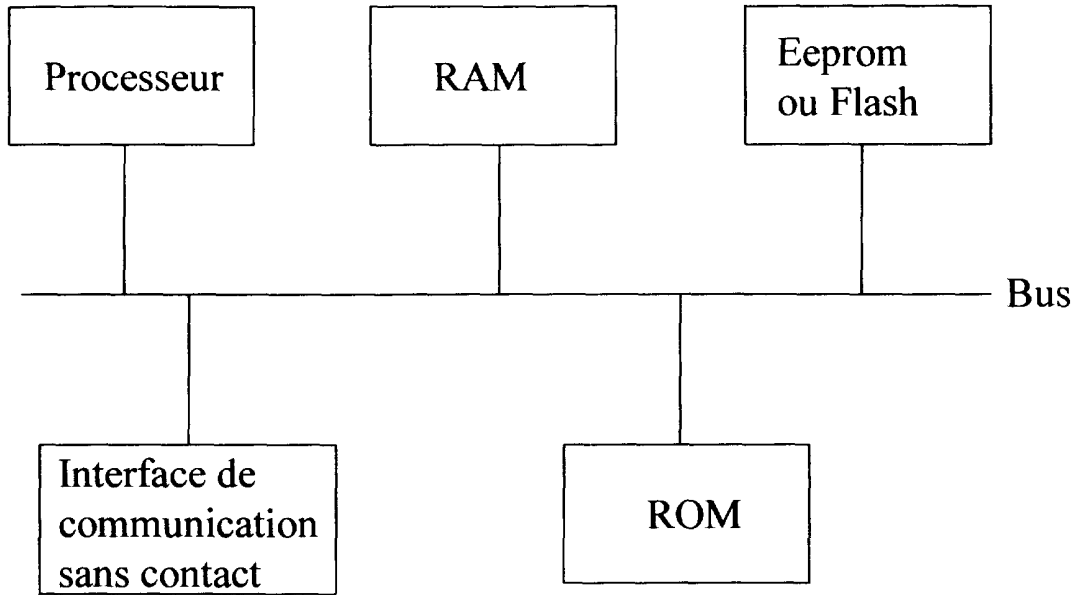 Processeur
RAM
Eeprom
ou Flash
Bus
Interface de
communication
sans contact
ROM